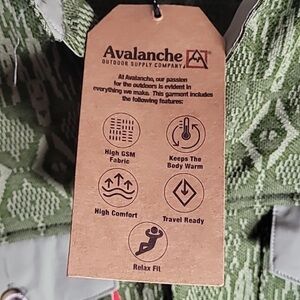 Avalanche
OUTDOOR SUPPLY COMPANY
At Avalanche, our passion
for the outdoors is evident in
everything we make. This garment includes
the following features:
High GSM
Fabric
Keeps The
Body Warm
High Comfort
Travel Ready
Relax Fit